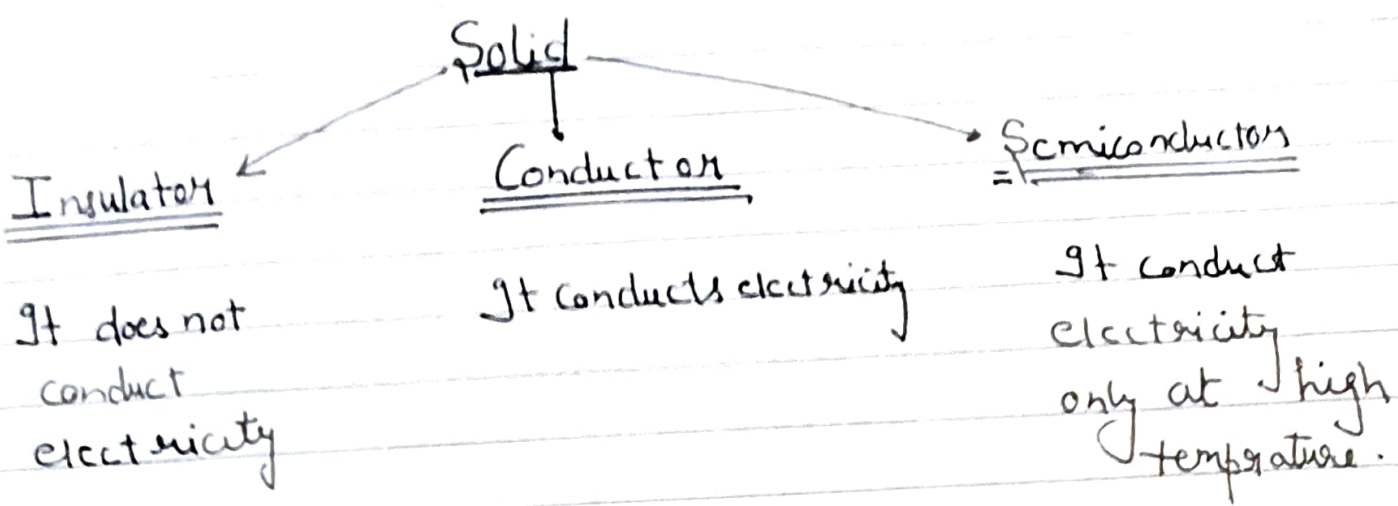 Solid
Insulator
Conductor
Semiconductor
It does not
conduct
electricity
It conducts electricity
It conduct
electricity
only at high
temprature.